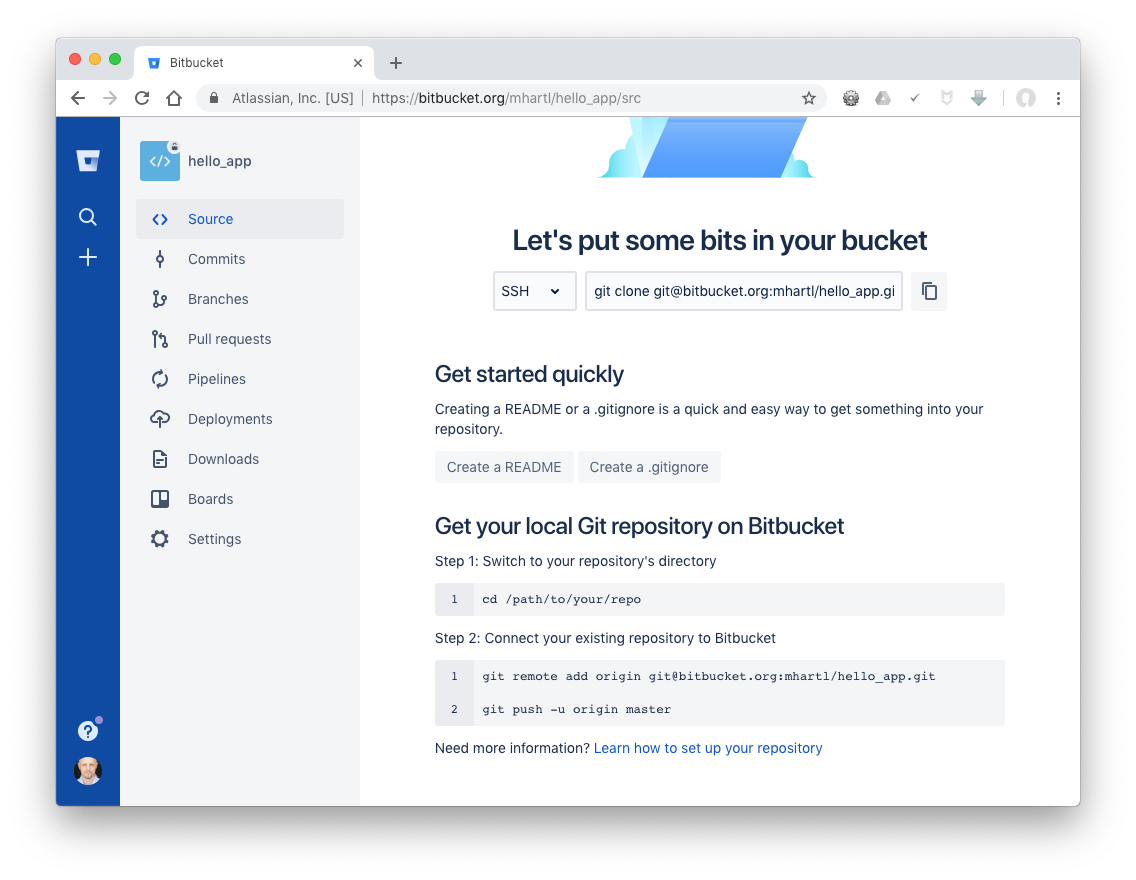 Bitbucket
Atlassian, Inc. [US] | https://bitbucket.org/mhartl/hello_app/src
hello_app
Source
Commits
Branches
Pull requests
Pipelines
Deployments
Downloads
Boards
Settings
Let's put some bits in your bucket
SSH git clone git@bitbucket.org:mhartl/hello_app.gi
Get started quickly
Creating a README or a .gitignore is a quick and easy way to get something into your
repository.
Create a README Create a .gitignore
Get your local Git repository on Bitbucket
Step 1: Switch to your repository's directory
1 cd /path/to/your/repo
Step 2: Connect your existing repository to Bitbucket
1 git remote add origin git@bitbucket.org:mhartl/hello_app.git
2 git push -u origin master
Need more information? Learn how to set up your repository